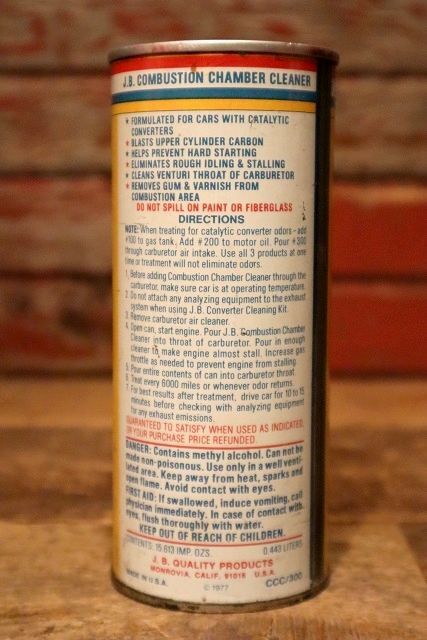 J.B. COMBUSTION CHAMBER CLEANER
★ FORMULATED FOR CARS WITH CATALYTIC
CONVERTERS
★ BLASTS UPPER CYLINDER CARBON
★ HELPS PREVENT HARD STARTING
★ ELIMINATES ROUGH IDLING & STALLING
★ CLEANS VENTURI THROAT OF CARBURETOR
★ REMOVES GUM & VARNISH FROM
COMBUSTION AREA
DO NOT SPILL ON PAINT OR FIBERGLASS
DIRECTIONS
NOTE: When treating for catalytic converter odors - add
#100 to gas tank. Add #200 to motor oil. Pour #300
through carburetor air intake. Use all 3 products at one
time or treatment will not eliminate odors.
1. Before adding Combustion Chamber Cleaner through the
carburetor, make sure car is at operating temperature.
2. Do not attach any analyzing equipment to the exhaust
system when using J.B. Converter Cleaning Kit.
3. Remove carburetor air cleaner.
4. Open can, start engine. Pour J.B. Combustion Chamber
Cleaner into throat of carburetor. Pour in enough
cleaner to make engine almost stall. Increase gas
throttle as needed to prevent engine from stalling.
5. Pour entire contents of can into carburetor throat
6. Treat every 6000 miles or whenever odor returns.
7. For best results after treatment, drive car for 10 to 15
minutes before checking with analyzing equipment
for any exhaust emissions.
GUARANTEED TO SATISFY WHEN USED AS INDICATED,
OR YOUR PURCHASE PRICE REFUNDED.
DANGER: Contains methyl alcohol. Can not be
made non-poisonous. Use only in a well venti-
lated area. Keep away from heat, sparks and
open flame. Avoid contact with eyes.
FIRST AID: If swallowed, induce vomiting, call
physician immediately. In case of contact with
eyes, flush thoroughly with water.
KEEP OUT OF REACH OF CHILDREN.
CONTENTS: 15.613 IMP. OZS. 0.443 LITERS
J. B. QUALITY PRODUCTS
MONROVIA, CALIF. 91016 U.S.A.
MADE IN U.S.A. © 1977 CCC/300